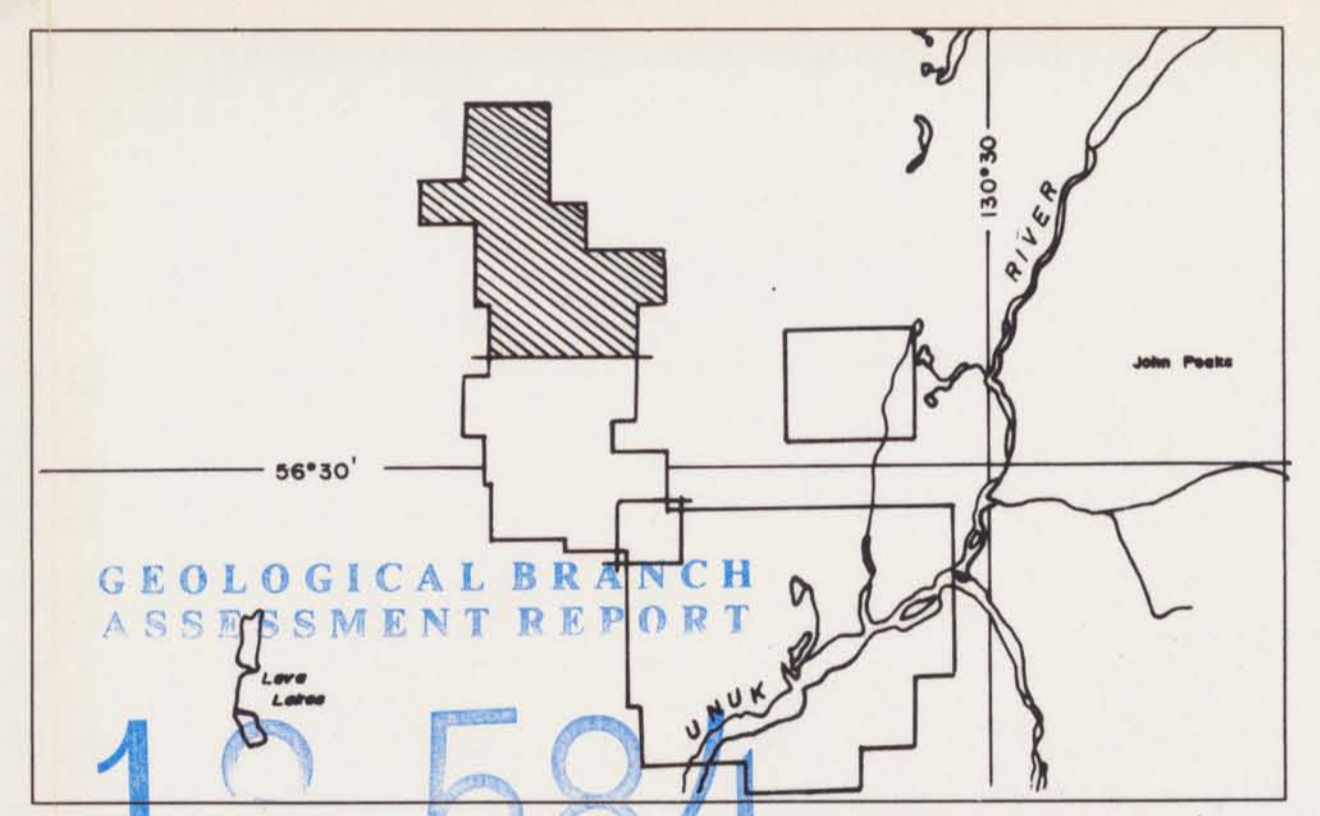 130°30
RIVER
John Peaks
56°30'
GEOLOGICAL BRANCH
ASSESSMENT REPORT
Lava
Lakes
UNUK